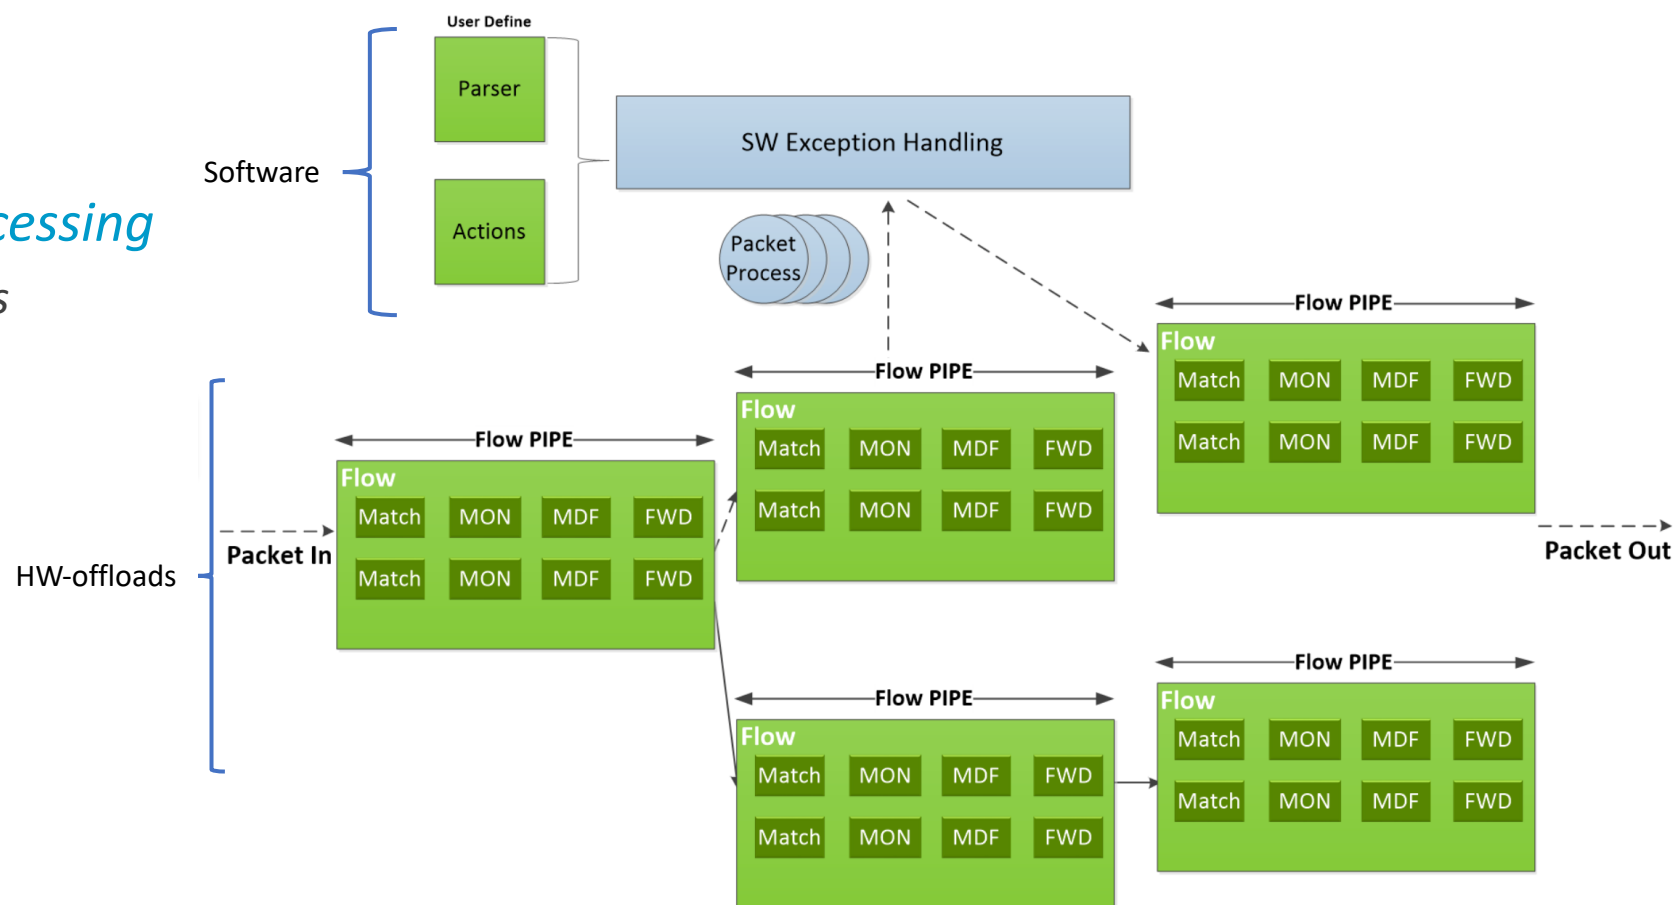 User Define
Parser
Actions
Software
cessing
s
SW Exception Handling
Packet
Process
HW-offloads
Packet In
Flow PIPE
Flow
Match MON MDF FWD
Match MON MDF FWD
Flow PIPE
Flow
Match MON MDF FWD
Match MON MDF FWD
Flow PIPE
Flow
Match MON MDF FWD
Match MON MDF FWD
Packet Out
Flow PIPE
Flow
Match MON MDF FWD
Match MON MDF FWD
Flow PIPE
Flow
Match MON MDF FWD
Match MON MDF FWD